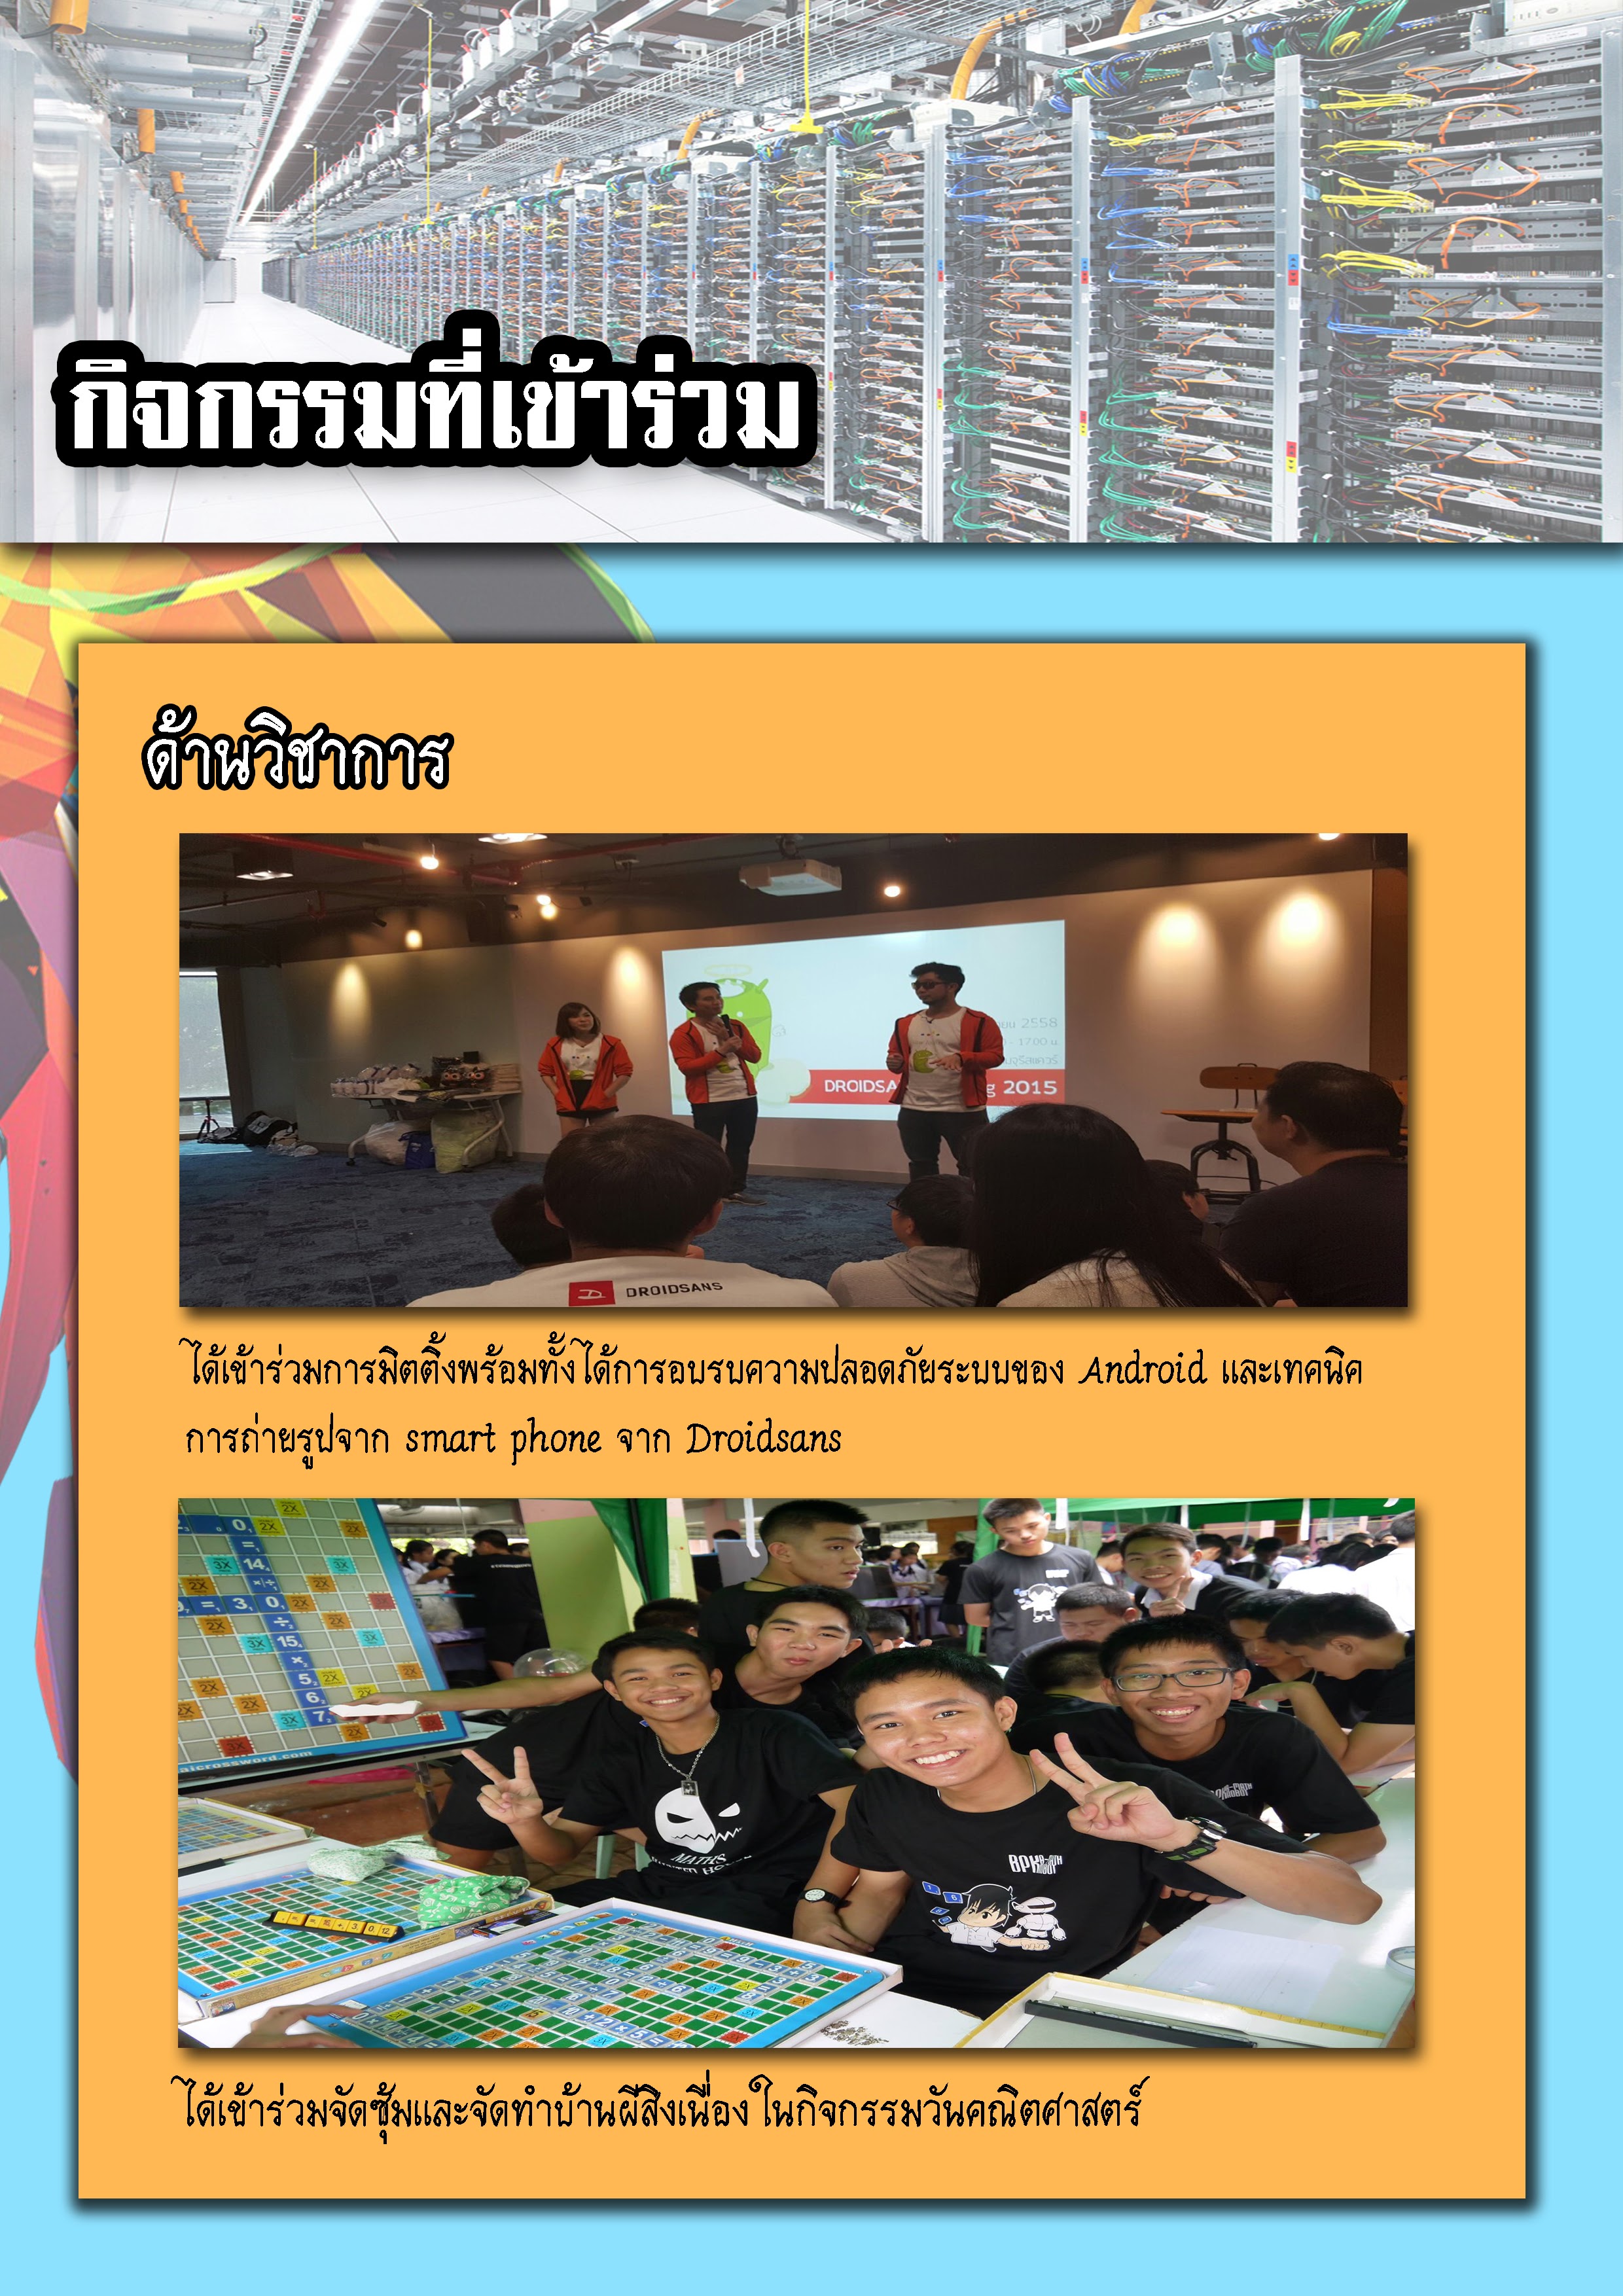 กิจกรรมที่เข้าร่วม
ด้านวิชาการ
2558
- 17.00 น.
2015
DROIDSANS
ได้เข้าร่วมการมิตติ้งพร้อมทั้งได้การอบรบความปลอดภัยระบบของ Android และเทคนิค
การถ่ายรูปจาก smart phone จาก Droidsans
MATHS
ได้เข้าร่วมจัดซุ้มและจัดทำบ้านผีสิงเนื่องในกิจกรรมวันคณิตศาสตร์